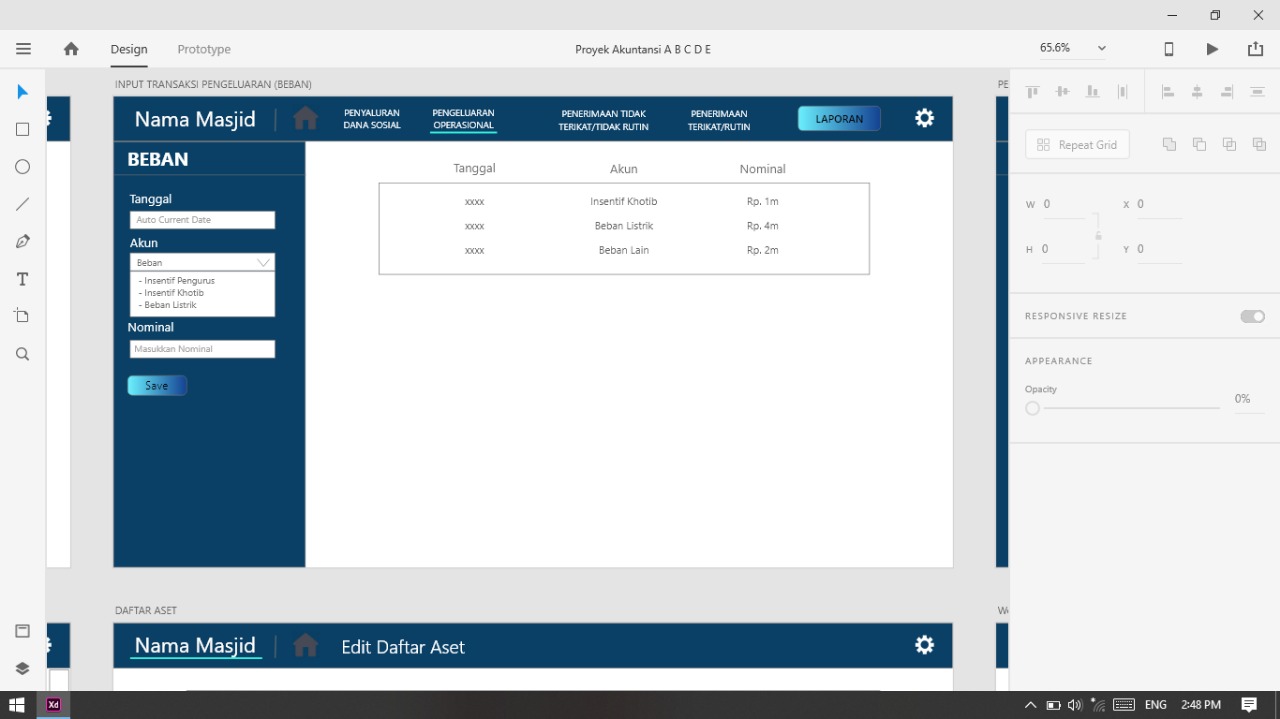 Design
Prototype
Proyek Akuntansi A B C D E
65.6%
INPUT TRANSAKSI PENGELUARAN (BEBAN)
PE
Nama Masjid
PENYALURAN
DANA SOSIAL
PENGELUARAN
OPERASIONAL
PENERIMAAN TIDAK
TERIKAT/TIDAK RUTIN
PENERIMAAN
TERIKAT/RUTIN
LAPORAN
BEBAN
Tanggal
Auto Current Date
Akun
Beban
- Insentif Pengurus
- Insentif Khotib
- Beban Listrik
Nominal
Masukkan Nominal
Save
Tanggal Akun Nominal
xxxx Insentif Khotib Rp. 1m
xxxx Beban Listrik Rp. 4m
xxxx Beban Lain Rp. 2m
Repeat Grid
W 0 X 0
H 0 Y 0
RESPONSIVE RESIZE
APPEARANCE
Opacity
0%
DAFTAR ASET
Nama Masjid
Edit Daftar Aset
Xd
ENG
2:48 PM